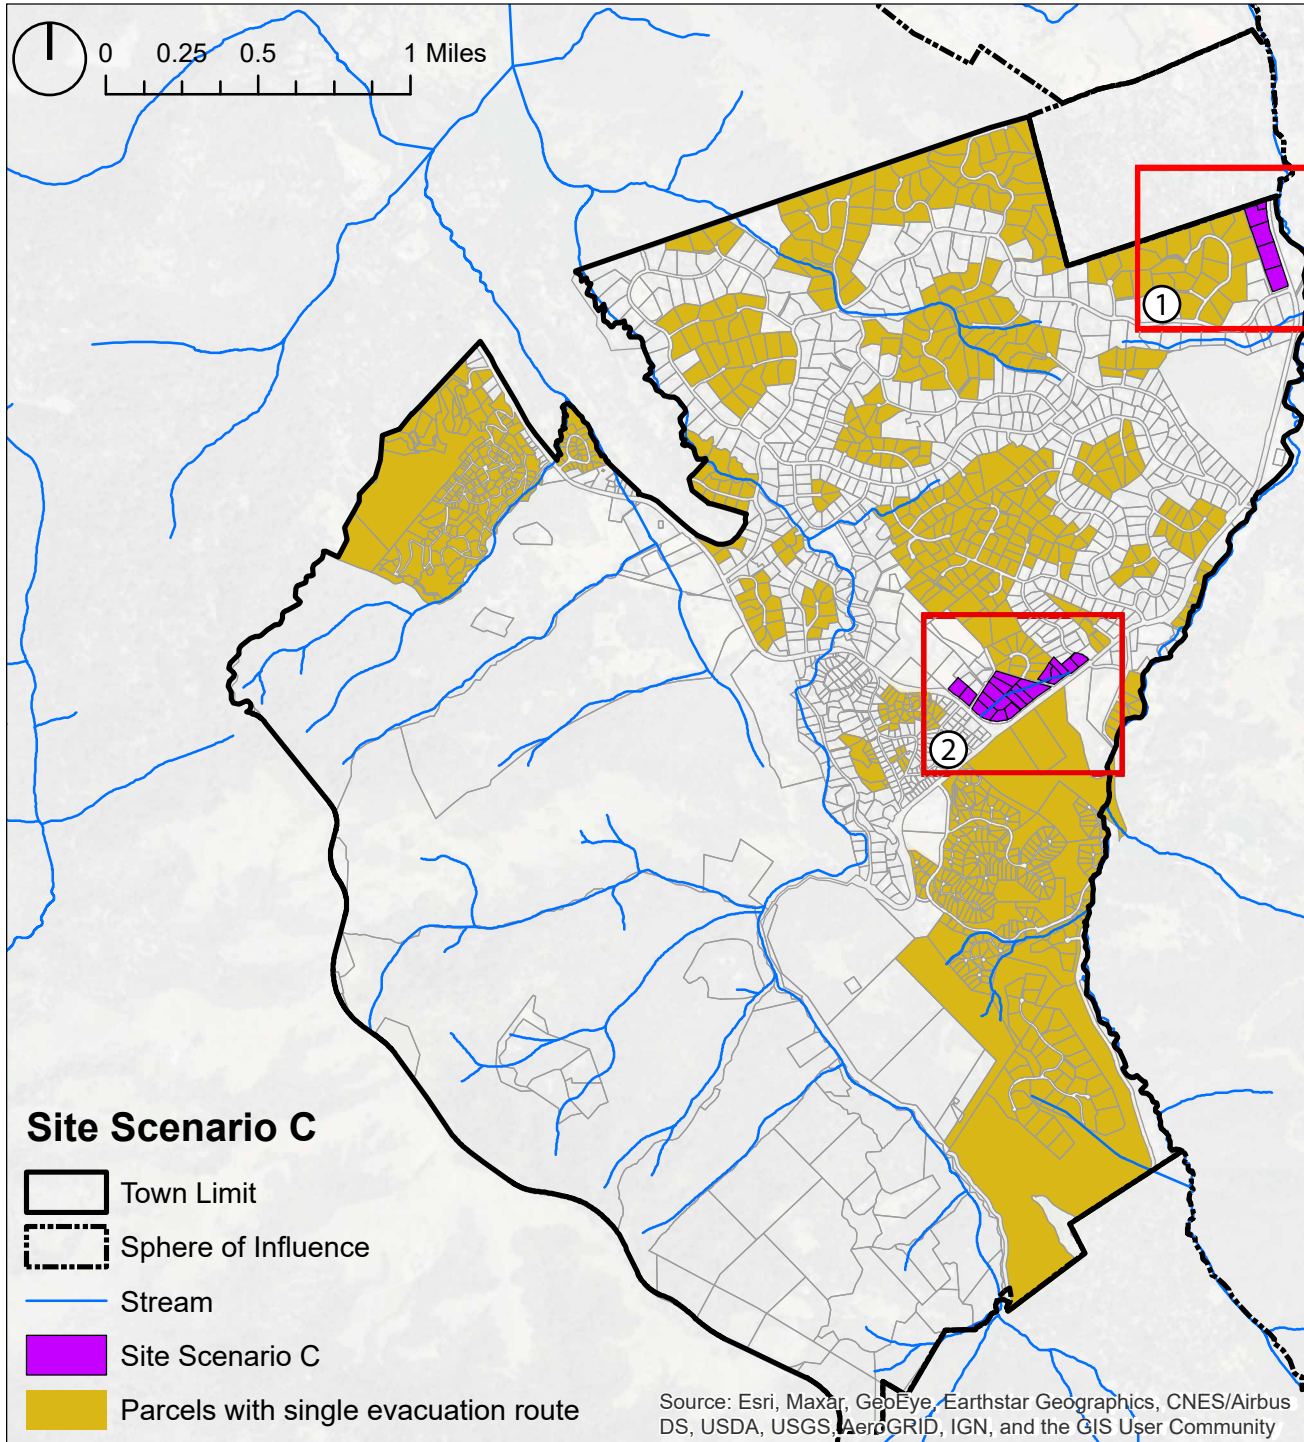 0 0.25 0.5 1 Miles
1
2
Site Scenario C
Town Limit
Sphere of Influence
Stream
Site Scenario C
Parcels with single evacuation route
Source: Esri, Maxar, GeoEye, Earthstar Geographics, CNES/Airbus
DS, USDA, USGS, AeroGRID, IGN, and the GIS User Community